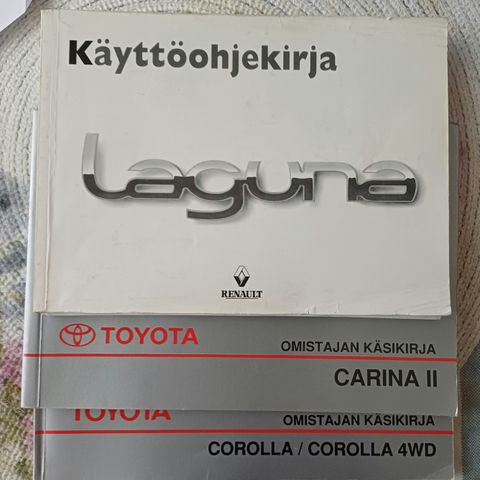 Käyttöohjekirja
laguna
RENAULT
TOYOTA
OMISTAJAN KÄSIKIRJA
CARINA II
TOYOTA
OMISTAJAN KÄSIKIRJA
COROLLA / COROLLA 4WD